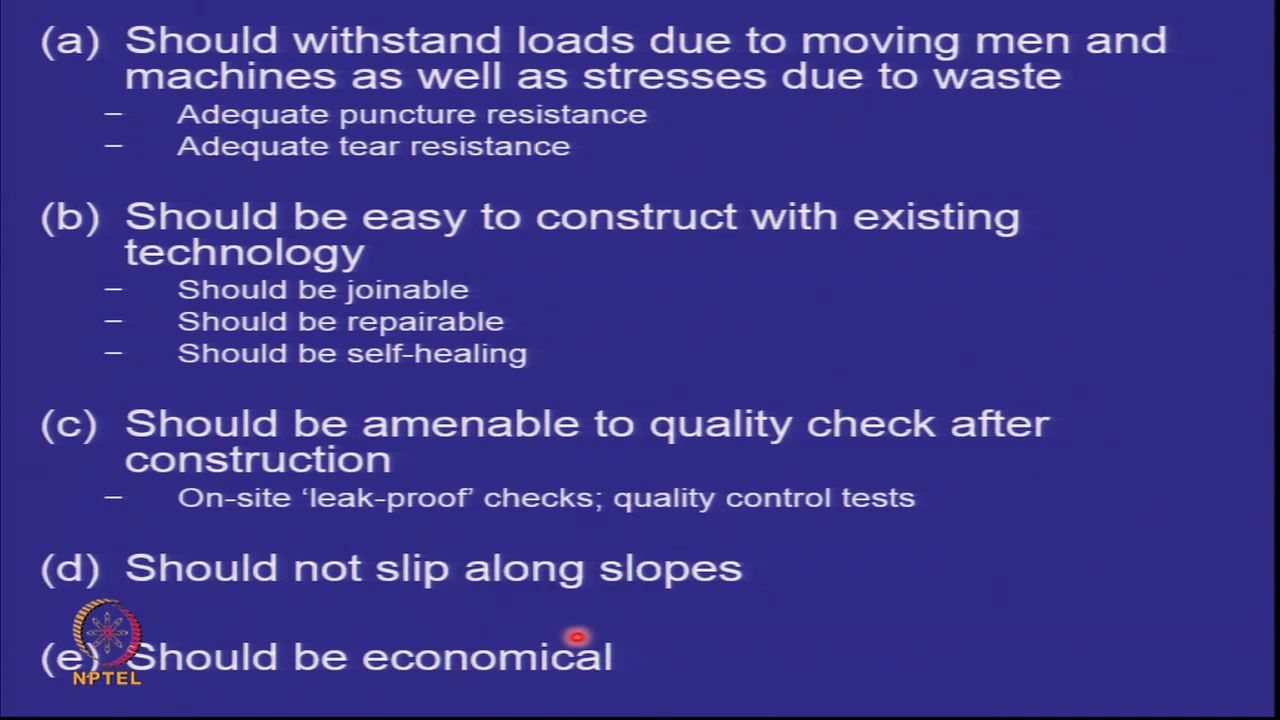 (a) Should withstand loads due to moving men and
machines as well as stresses due to waste
– Adequate puncture resistance
– Adequate tear resistance
(b) Should be easy to construct with existing
technology
– Should be joinable
– Should be repairable
– Should be self-healing
(c) Should be amenable to quality check after
construction
– On-site ‘leak-proof’ checks; quality control tests
(d) Should not slip along slopes
(e) Should be economical
NPTEL